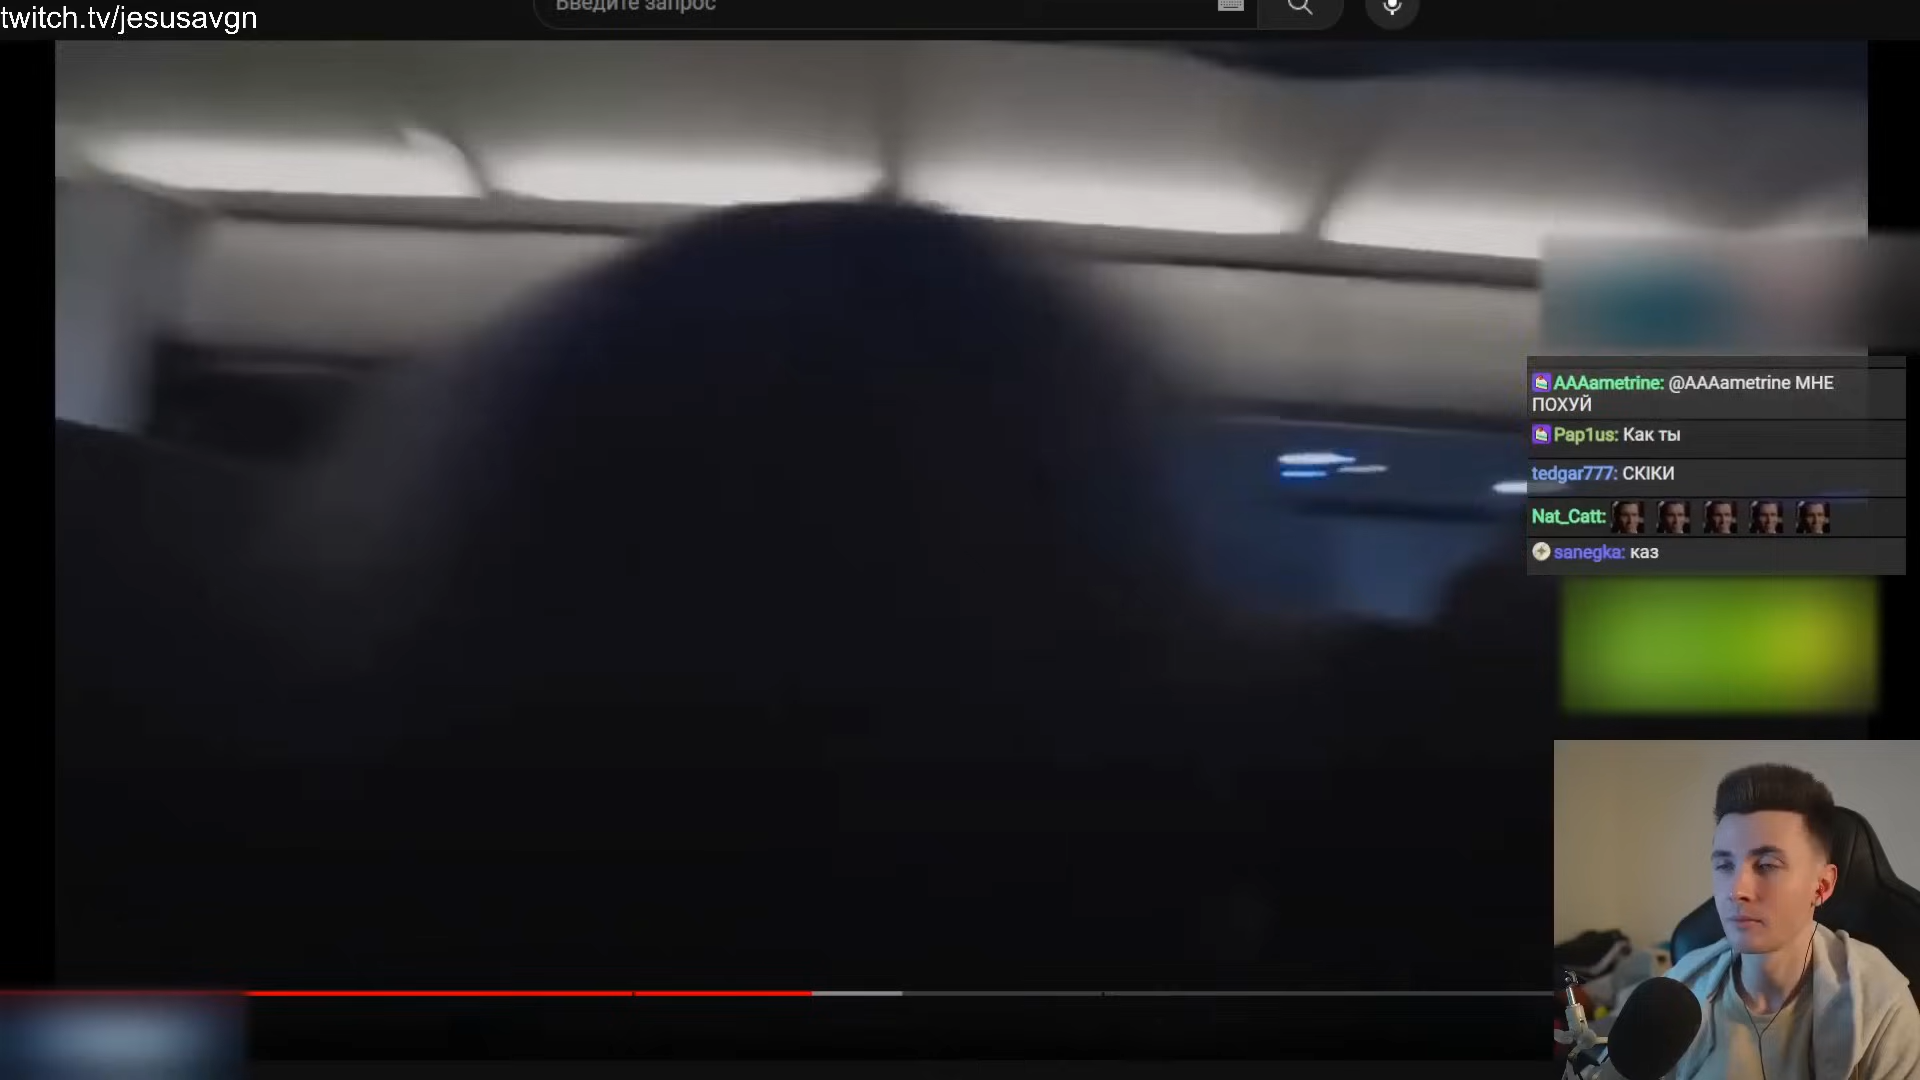 twitch.tv/jesusavgn
Введите запрос
AAAametrine: @AAAametrine МНЕ
ПОХУЙ
Pap1us: Как ты
tedgar777: СКІКИ
Nat_Catt:
sanegka: каз